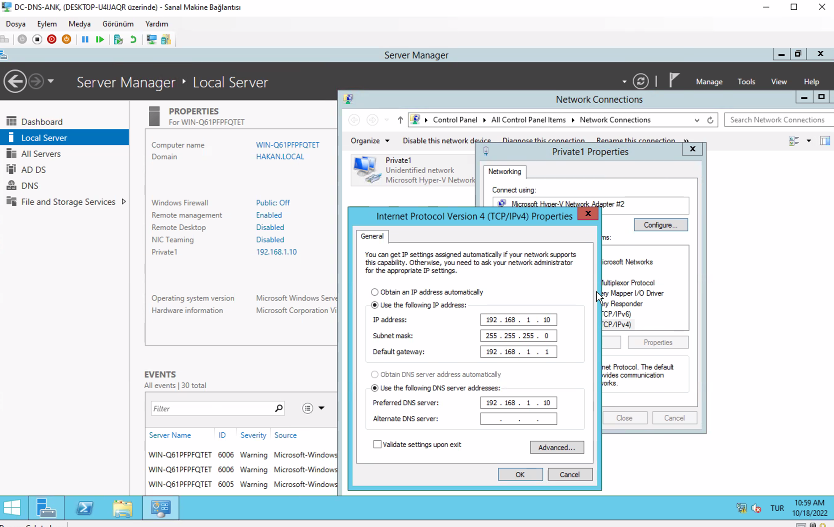 DC-DNS-ANK, (DESKTOP-U4UJAQR üzerinde) - Sanal Makine Bağlantısı
Dosya Eylem Medya Görünüm Yardım
Server Manager
Server Manager • Local Server
Manage Tools View Help
Dashboard
Local Server
All Servers
AD DS
DNS
File and Storage Services
PROPERTIES
For WIN-Q61PFPFQTET
Computer name WIN-Q61PFPFQTET
Domain HAKAN.LOCAL
Windows Firewall Public: Off
Remote management Enabled
Remote Desktop Disabled
NIC Teaming Disabled
Private1 192.168.1.10
Operating system version Microsoft Windows Serve
Hardware information Microsoft Corporation Vi
EVENTS
All events | 30 total
Filter
Server Name ID Severity Source
WIN-Q61PFPFQTET 6006 Warning Microsoft-Windows
WIN-Q61PFPFQTET 6006 Warning Microsoft-Windows
WIN-Q61PFPFQTET 6005 Warning Microsoft-Windows
Network Connections
Control Panel All Control Panel Items Network Connections
Search Network Connections
Organize Disable this network device Diagnose this connection Rename this connection »
Private1
Unidentified network
Microsoft Hyper-V Network
Private1 Properties
Networking
Connect using:
Microsoft Hyper-V Network Adapter #2
Configure...
ms:
icrosoft Networks
Multiplexor Protocol
ery Mapper I/O Driver
ery Responder
TCP/IPv6)
TCP/IPv4)
Properties
net Protocol. The default
vides communication
works.
Close Cancel
Internet Protocol Version 4 (TCP/IPv4) Properties
General
You can get IP settings assigned automatically if your network supports
this capability. Otherwise, you need to ask your network administrator
for the appropriate IP settings.
Obtain an IP address automatically
Use the following IP address:
IP address: 192 . 168 . 1 . 10
Subnet mask: 255 . 255 . 255 . 0
Default gateway: 192 . 168 . 1 . 1
Obtain DNS server address automatically
Use the following DNS server addresses:
Preferred DNS server: 192 . 168 . 1 . 10
Alternate DNS server: . . .
Validate settings upon exit
Advanced...
OK Cancel
TUR
10:59 AM
10/18/2022